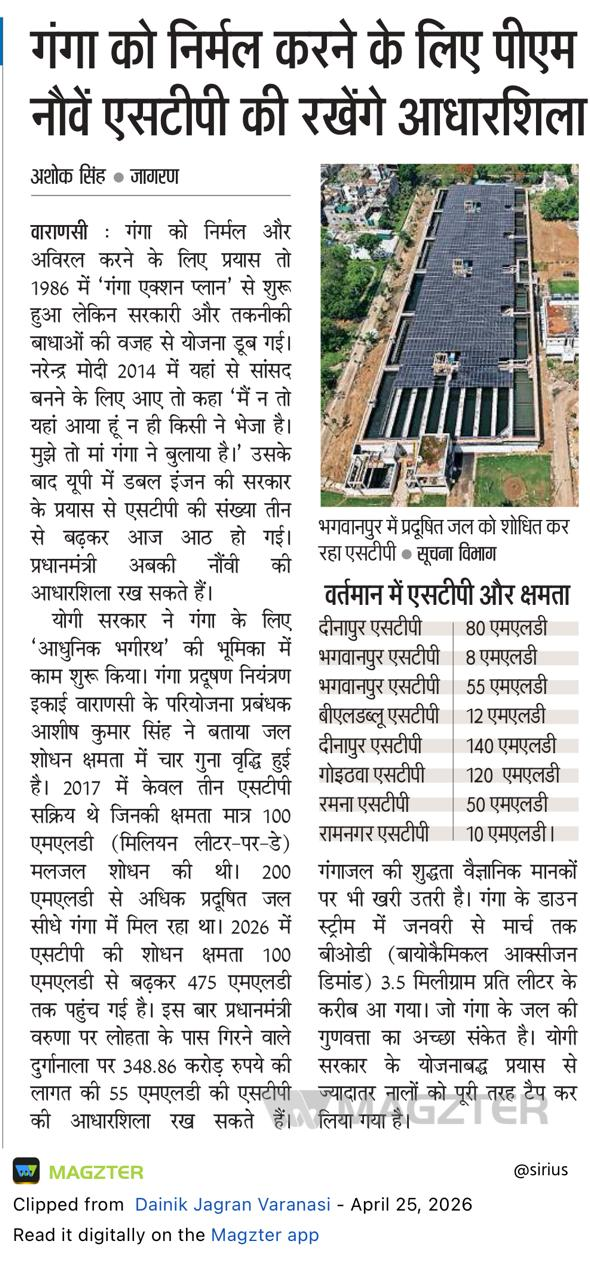 गंगा को निर्मल करने के लिए पीएम
नौवें एसटीपी की रखेंगे आधारशिला
अशोक सिंह ● जागरण
वाराणसी : गंगा को निर्मल और
अविरल करने के लिए प्रयास तो
1986 में ‘गंगा एक्शन प्लान’ से शुरू
हुआ लेकिन सरकारी और तकनीकी
बाधाओं की वजह से योजना डूब गई।
नरेन्द्र मोदी 2014 में यहां से सांसद
बनने के लिए आए तो कहा ‘मैं न तो
यहां आया हूं न ही किसी ने भेजा है।
मुझे तो मां गंगा ने बुलाया है।’ उसके
बाद यूपी में डबल इंजन की सरकार
के प्रयास से एसटीपी की संख्या तीन
से बढ़कर आज आठ हो गई।
प्रधानमंत्री अबकी नौंवी की
आधारशिला रख सकते हैं।
योगी सरकार ने गंगा के लिए
‘आधुनिक भगीरथ’ की भूमिका में
काम शुरू किया। गंगा प्रदूषण नियंत्रण
इकाई वाराणसी के परियोजना प्रबंधक
आशीष कुमार सिंह ने बताया जल
शोधन क्षमता में चार गुना वृद्धि हुई
है। 2017 में केवल तीन एसटीपी
सक्रिय थे जिनकी क्षमता मात्र 100
एमएलडी (मिलियन लीटर-पर-डे)
मलजल शोधन की थी। 200
एमएलडी से अधिक प्रदूषित जल
सीधे गंगा में मिल रहा था। 2026 में
एसटीपी की शोधन क्षमता 100
एमएलडी से बढ़कर 475 एमएलडी
तक पहुंच गई है। इस बार प्रधानमंत्री
वरुणा पर लोहता के पास गिरने वाले
दुर्गानाला पर 348.86 करोड़ रुपये की
लागत की 55 एमएलडी की एसटीपी
की आधारशिला रख सकते हैं।
भगवानपुर में प्रदूषित जल को शोधित कर
रहा एसटीपी ● सूचना विभाग
वर्तमान में एसटीपी और क्षमता
दीनापुर एसटीपी 80 एमएलडी
भगवानपुर एसटीपी 8 एमएलडी
भगवानपुर एसटीपी 55 एमएलडी
बीएलडब्लू एसटीपी 12 एमएलडी
दीनापुर एसटीपी 140 एमएलडी
गोइठवा एसटीपी 120 एमएलडी
रमना एसटीपी 50 एमएलडी
रामनगर एसटीपी 10 एमएलडी।
गंगाजल की शुद्धता वैज्ञानिक मानकों
पर भी खरी उतरी है। गंगा के डाउन
स्ट्रीम में जनवरी से मार्च तक
बीओडी (बायोकैमिकल आक्सीजन
डिमांड) 3.5 मिलीग्राम प्रति लीटर के
करीब आ गया। जो गंगा के जल की
गुणवत्ता का अच्छा संकेत है। योगी
सरकार के योजनाबद्ध प्रयास से
ज्यादातर नालों को पूरी तरह टैप कर
लिया गया है।
MAGZTER
MAGZTER
@sirius
Clipped from Dainik Jagran Varanasi - April 25, 2026
Read it digitally on the Magzter app